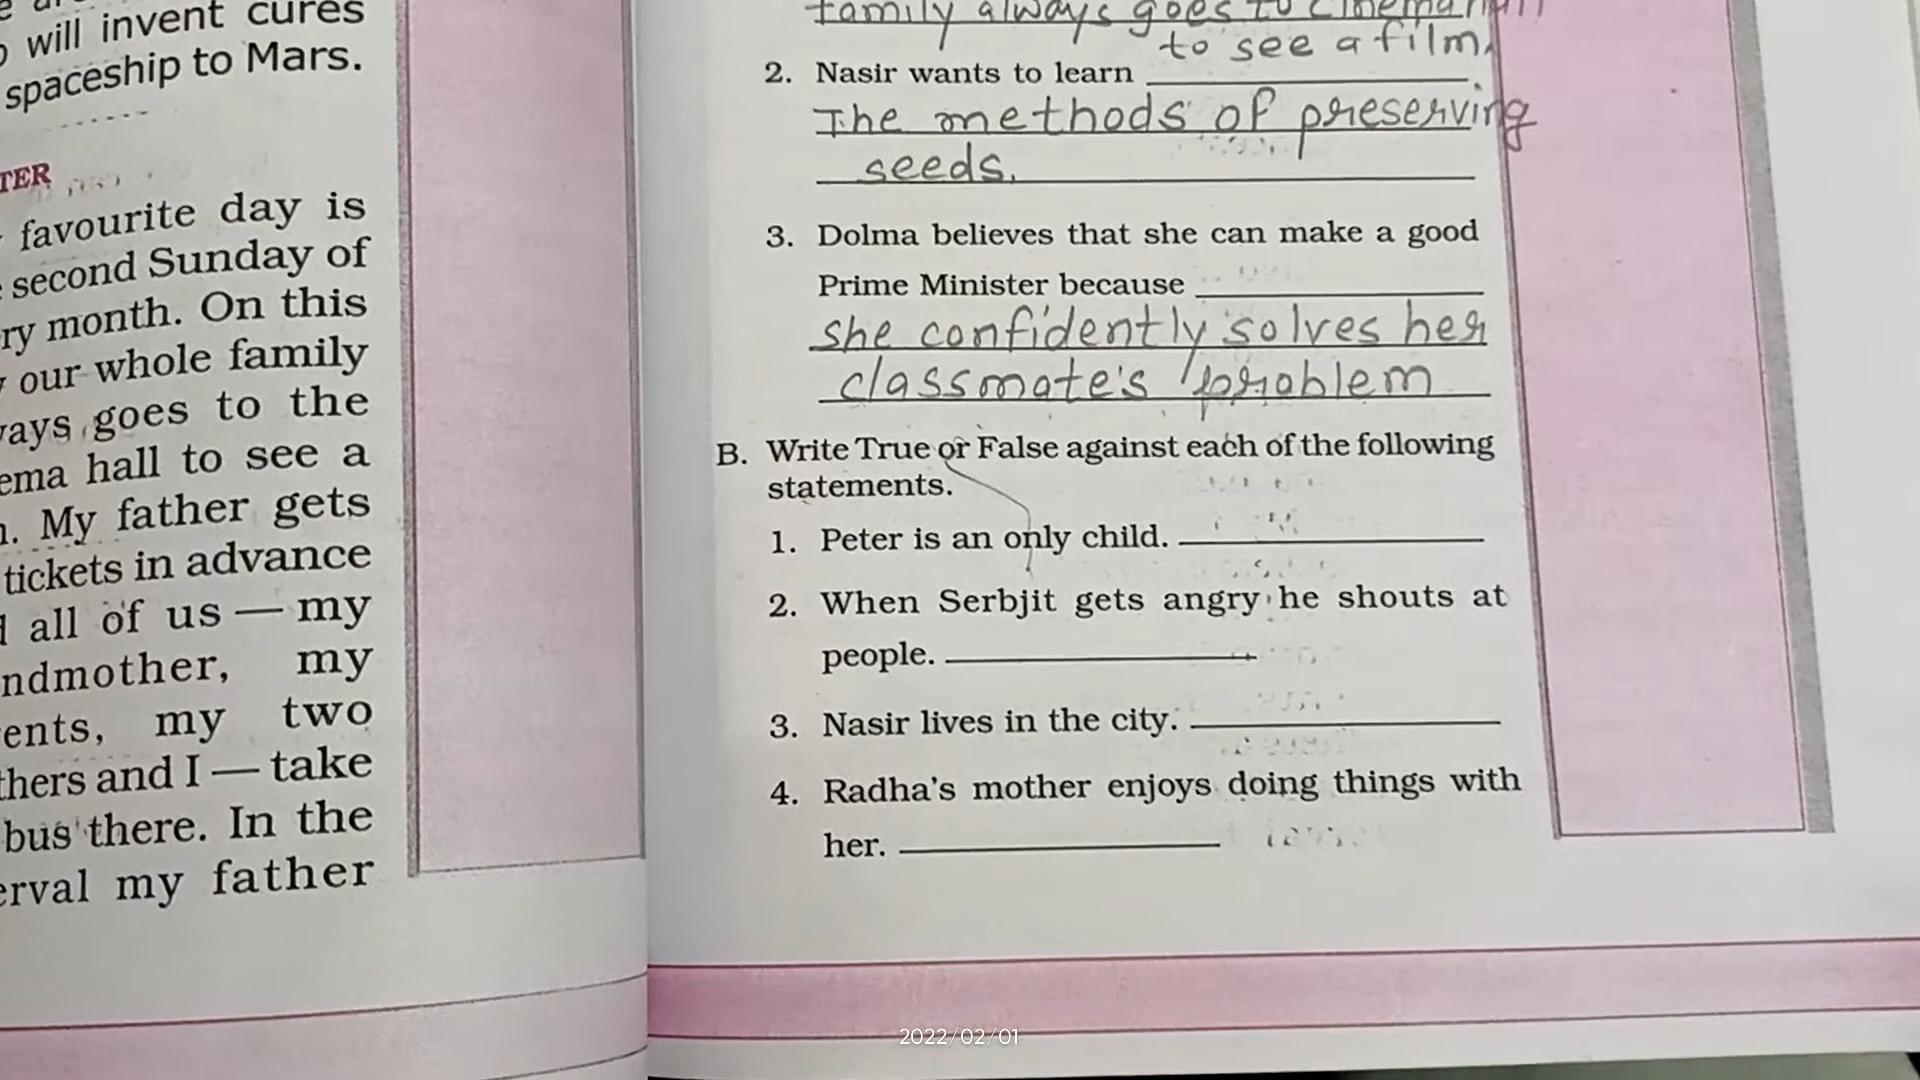 will invent cures
spaceship to Mars.
TER
favourite day is
second Sunday of
ry month. On this
our whole family
ways goes to the
ema hall to see a
. My father gets
tickets in advance
all of us — my
ndmother, my
ents, my two
thers and I — take
bus there. In the
erval my father
family always goes to cinema hall
to see a film.
2. Nasir wants to learn
The methods of preserving
seeds.
3. Dolma believes that she can make a good
Prime Minister because
she confidently solves her
classmate's problem
B. Write True or False against each of the following
statements.
1. Peter is an only child.
2. When Serbjit gets angry he shouts at
people.
3. Nasir lives in the city.
4. Radha's mother enjoys doing things with
her.
2022/02/01